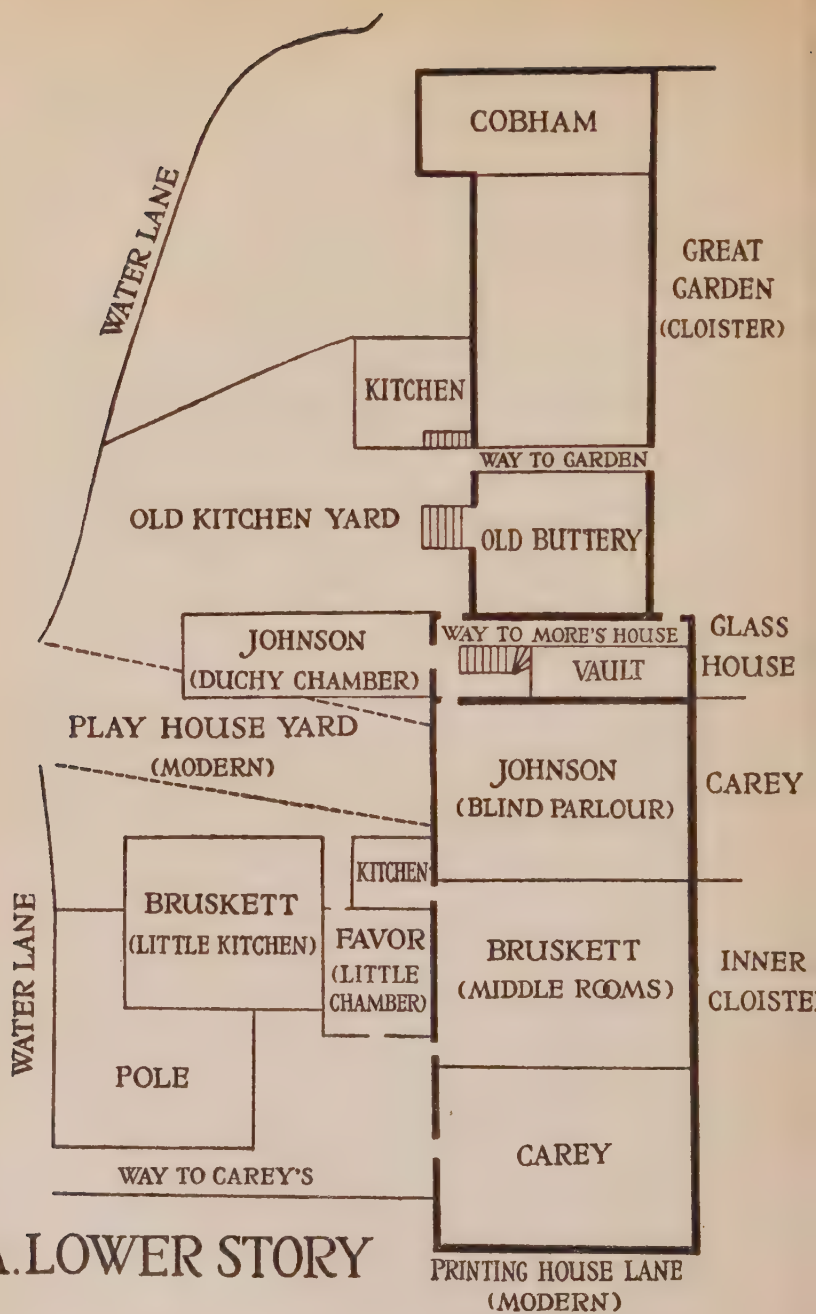 COBHAM
WATER LANE
GREAT
GARDEN
(CLOISTER)
KITCHEN
WAY TO GARDEN
OLD KITCHEN YARD
OLD BUTTERY
JOHNSON
(DUCHY CHAMBER)
WAY TO MORE'S HOUSE
VAULT
GLASS
HOUSE
PLAY HOUSE YARD
(MODERN)
JOHNSON
(BLIND PARLOUR)
CAREY
KITCHEN
BRUSKETT
(LITTLE KITCHEN)
FAVOR
(LITTLE
CHAMBER)
BRUSKETT
(MIDDLE ROOMS)
INNER
CLOISTE
WATER LANE
POLE
CAREY
WAY TO CAREY'S
A. LOWER STORY
PRINTING HOUSE LANE
(MODERN)